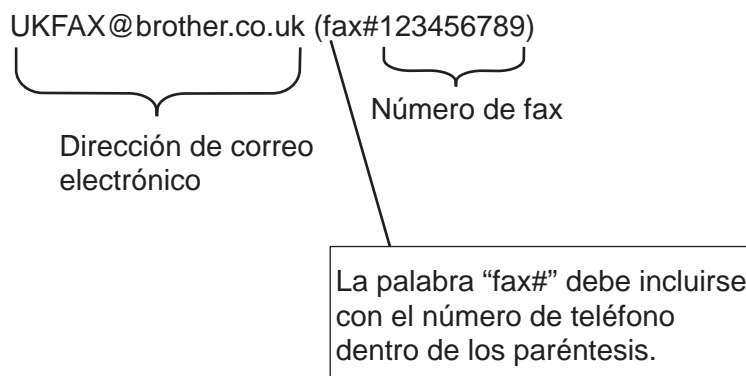 UKFAX@brother.co.uk (fax#123456789)
Número de fax
Dirección de correo
electrónico
La palabra “fax#” debe incluirse
con el número de teléfono
dentro de los paréntesis.